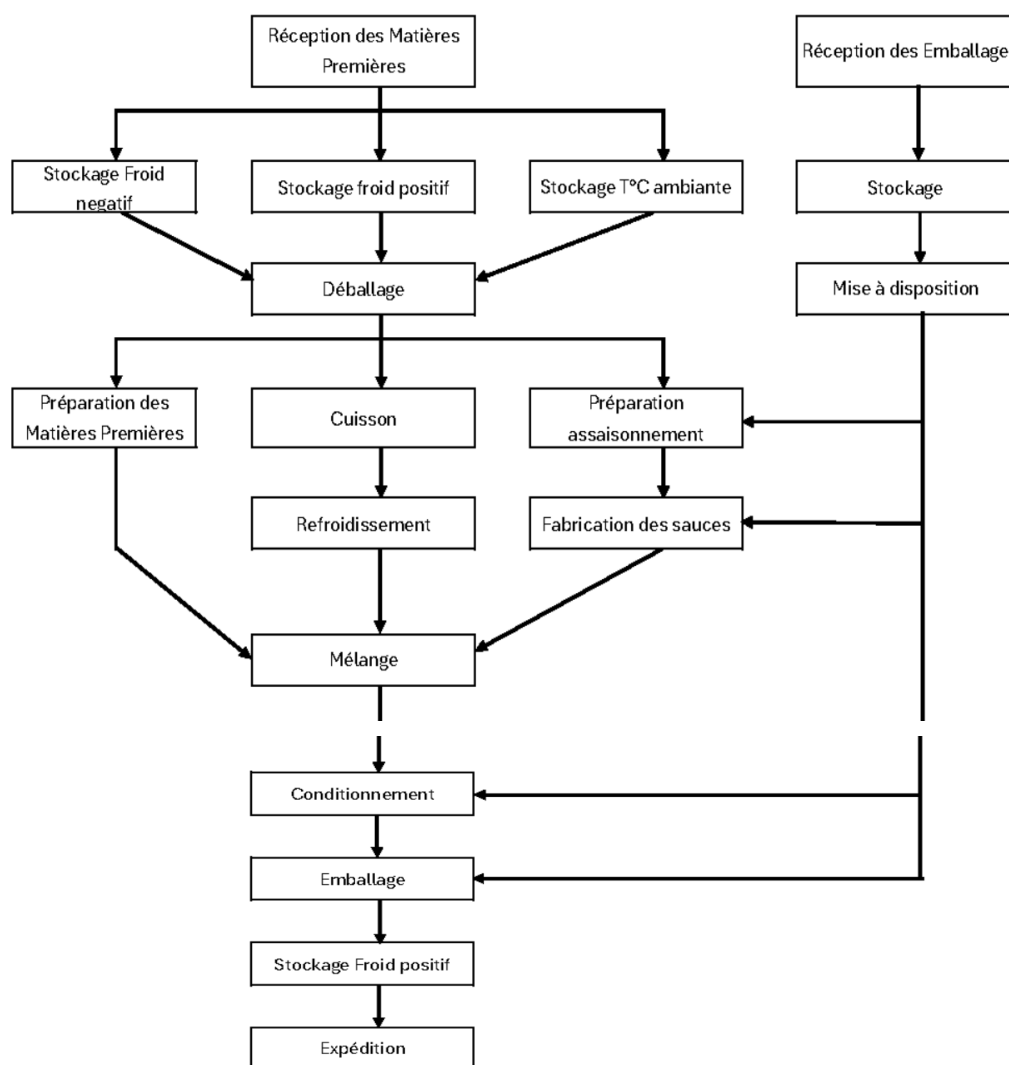 Réception des Matières
Premières
Réception des Emballage
Stockage Froid
negatif
Stockage froid positif
Stockage T°C ambiante
Stockage
Déballage
Mise à disposition
Préparation des
Matières Premières
Cuisson
Préparation
assaisonnement
Refroidissement
Fabrication des sauces
Mélange
Conditionnement
Emballage
Stockage Froid positif
Expédition